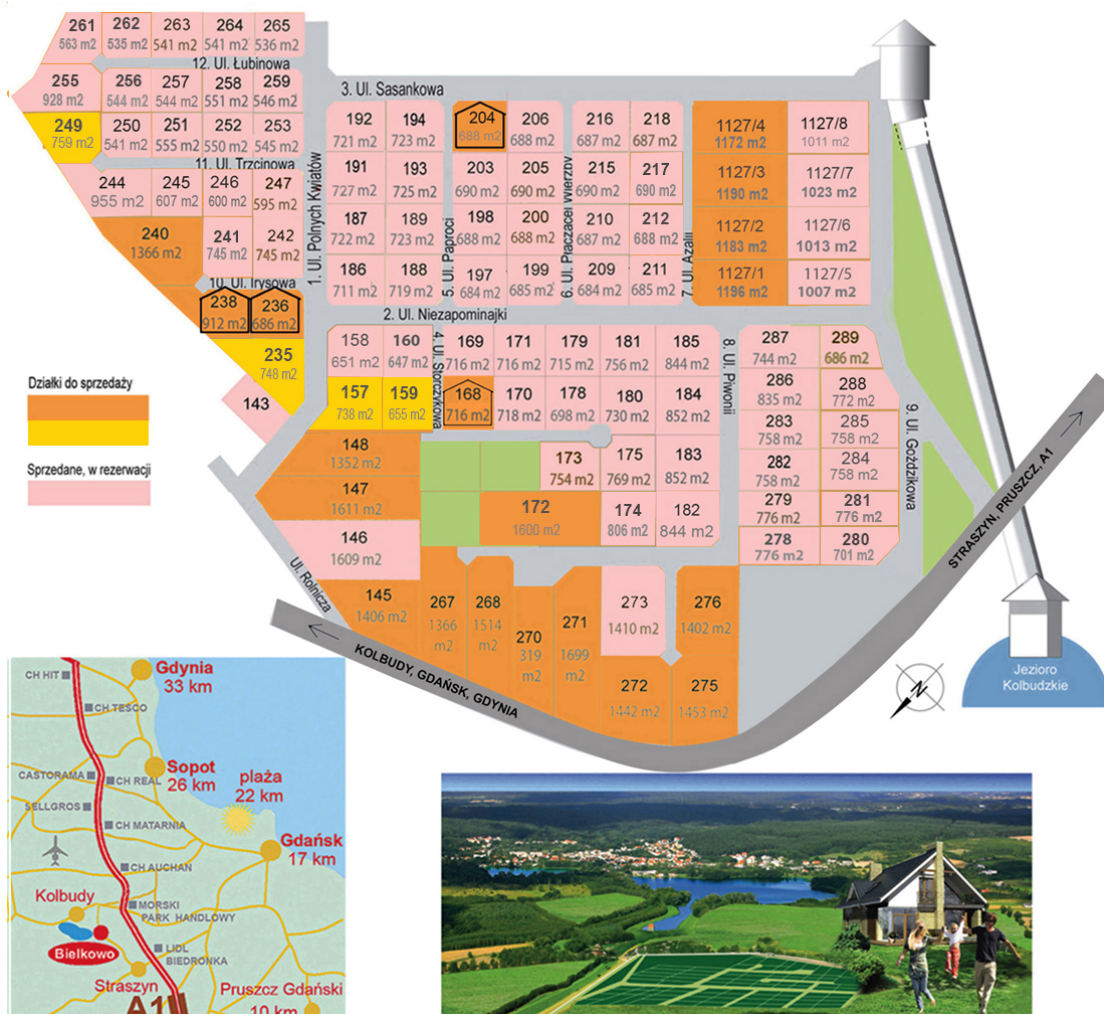 261
563 m2
262
535 m2
263
541 m2
264
541 m2
265
536 m2
12. Ul. Łubinowa
255
928 m2
256
544 m2
257
544 m2
258
551 m2
259
546 m2
249
759 m2
250
541 m2
251
555 m2
252
550 m2
253
545 m2
11. Ul. Trzcinowa
244
955 m2
245
607 m2
246
600 m2
247
595 m2
240
1366 m2
241
745 m2
242
745 m2
10. Ul. Irysowa
238
912 m2
236
686 m2
235
748 m2
143
1. Ul. Polnych Kwiatów
3. Ul. Sasankowa
192
721 m2
194
723 m2
204
688 m2
206
688 m2
216
687 m2
218
687 m2
1127/4
1172 m2
1127/8
1011 m2
191
727 m2
193
725 m2
203
690 m2
205
690 m2
215
690 m2
217
690 m2
1127/3
1190 m2
1127/7
1023 m2
187
722 m2
189
723 m2
198
688 m2
200
688 m2
210
687 m2
212
688 m2
1127/2
1183 m2
1127/6
1013 m2
186
711 m2
188
719 m2
197
684 m2
199
685 m2
209
684 m2
211
685 m2
1127/1
1196 m2
1127/5
1007 m2
5. Ul. Paproci
6. Ul. Płaczącej Wierzby
7. Ul. Azalii
2. Ul. Niezapominajki
158
651 m2
160
647 m2
169
716 m2
171
716 m2
179
715 m2
181
756 m2
185
844 m2
287
744 m2
289
686 m2
157
738 m2
159
655 m2
168
716 m2
170
718 m2
178
698 m2
180
730 m2
184
852 m2
286
835 m2
288
772 m2
4. Ul. Storczykowa
8. Ul. Piwonii
9. Ul. Goździkowa
148
1352 m2
173
754 m2
175
769 m2
183
852 m2
283
758 m2
285
758 m2
282
758 m2
284
758 m2
147
1611 m2
172
1600 m2
174
806 m2
182
844 m2
279
776 m2
281
776 m2
278
776 m2
280
701 m2
146
1609 m2
145
1406 m2
267
1366
m2
268
1514
m2
270
319
m2
271
1699
m2
273
1410 m2
276
1402 m2
272
1442 m2
275
1453 m2
Ul. Rolnicza
KOLBUDY, GDAŃSK, GDYNIA
STRASZYN, PRUSZCZ, A1
Działki do sprzedaży
Sprzedane, w rezerwacji
N
Jezioro
Kolbudzkie
CH HIT
Gdynia
33 km
CH TESCO
CASTORAMA
CH REAL
Sopot
26 km
plaża
22 km
SELLGROS
CH MATARNIA
Gdańsk
17 km
CH AUCHAN
Kolbudy
MORSKI
PARK HANDLOWY
Bielkowo
LIDL
BIEDRONKA
Straszyn
A1
Pruszcz Gdański
10 km